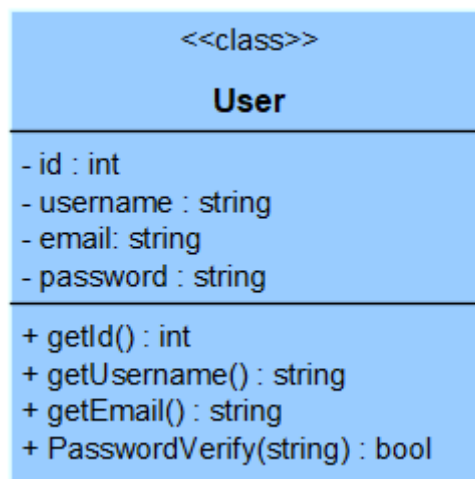 <<class>>
User
- id : int
- username : string
- email: string
- password : string
+ getId() : int
+ getUsername() : string
+ getEmail() : string
+ PasswordVerify(string) : bool